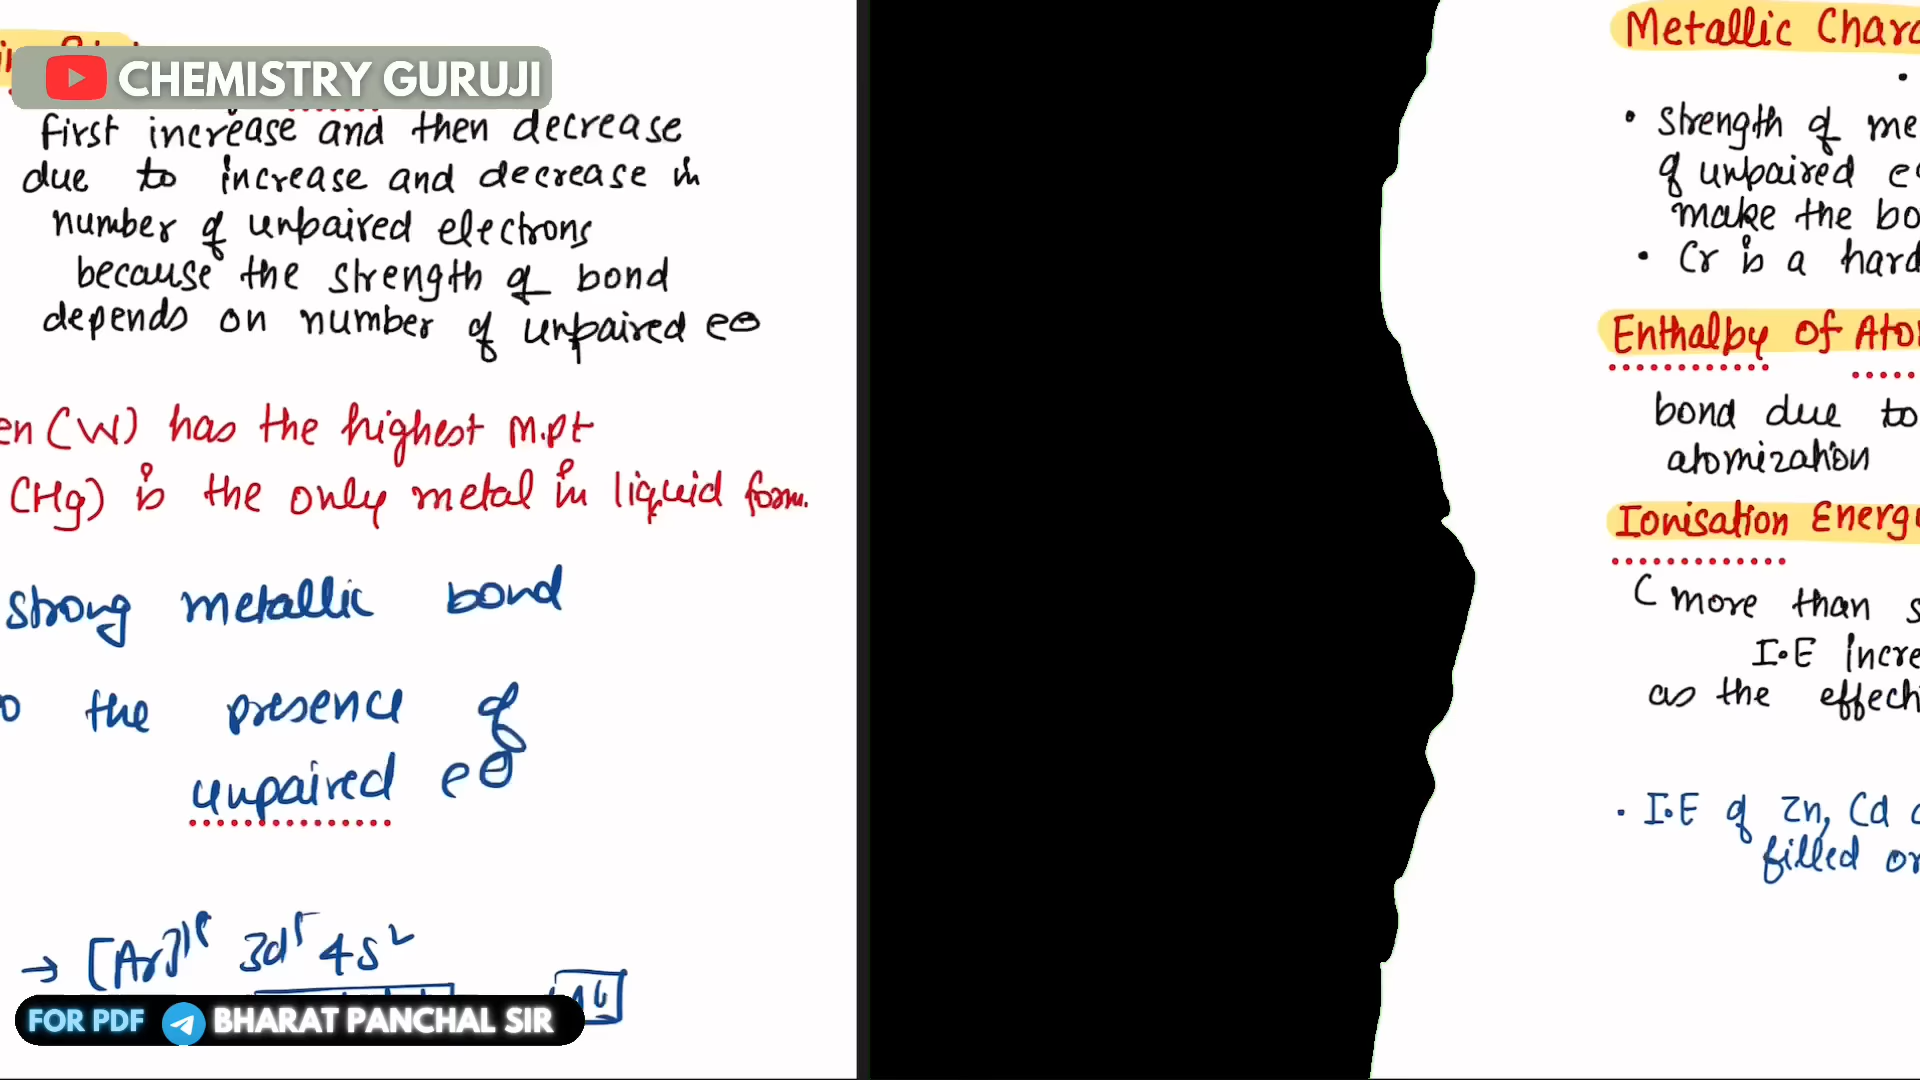 CHEMISTRY GURUJI
first increase and then decrease
due to increase and decrease in
number of unpaired electrons
because the strength of bond
depends on number of unpaired e⊖
en (W) has the highest M.pt
(Hg) is the only metal in liquid form.
strong metallic bond
the presence of
unpaired e⊖
→ [Ar]¹⁸ 3d⁵ 4s²
FOR PDF BHARAT PANCHAL SIR
Metallic Charc
• strength of me
of unpaired e
make the bo
• Cr is a hard
Enthalpy of Ato
bond due to
atomization
Ionisation Energ
( more than s
I.E incre
as the effect
• I.E of Zn, Cd
filled or